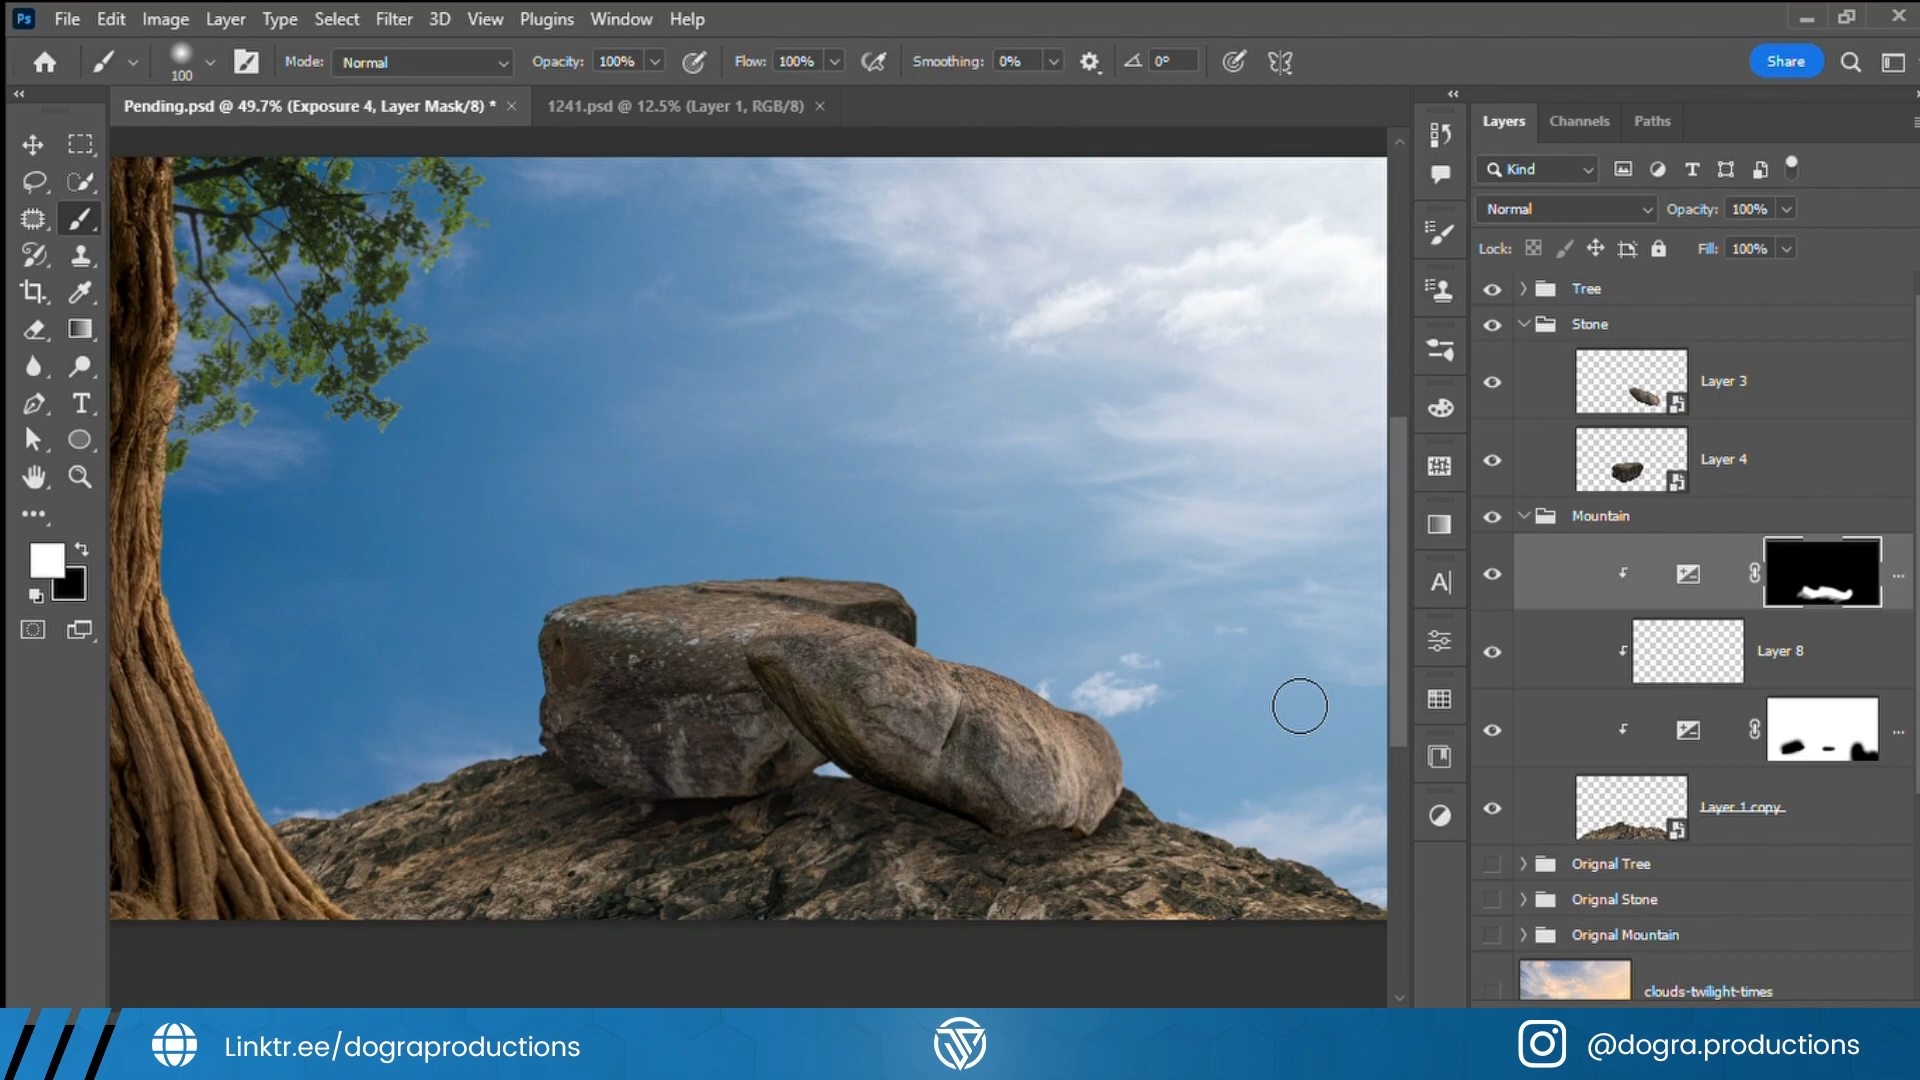 Ps File Edit Image Layer Type Select Filter 3D View Plugins Window Help
100 Mode: Normal Opacity: 100% Flow: 100% Smoothing: 0% 0° Share
Pending.psd @ 49.7% (Exposure 4, Layer Mask/8) * 1241.psd @ 12.5% (Layer 1, RGB/8)
Layers Channels Paths
Kind
Normal Opacity: 100%
Lock: Fill: 100%
Tree
Stone
Layer 3
Layer 4
Mountain
Layer 8
Layer 1 copy
Orignal Tree
Orignal Stone
Orignal Mountain
clouds-twilight-times
Linktr.ee/dograproductions @dogra.productions